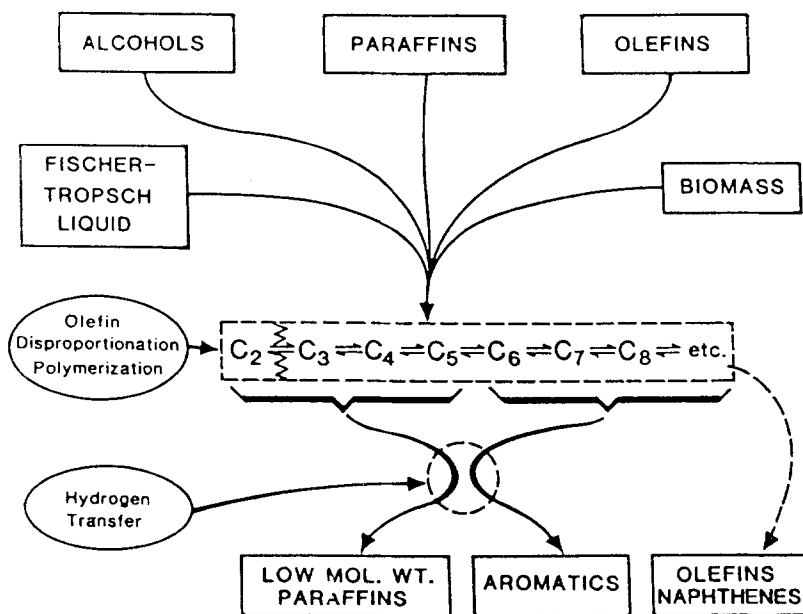 ALCOHOLS
PARAFFINS
OLEFINS
FISCHER-
TROPSCH
LIQUID
BIOMASS
Olefin
Disproportionation
Polymerization
C₂ ⇌ C₃ ⇌ C₄ ⇌ C₅ ⇌ C₆ ⇌ C₇ ⇌ C₈ ⇌ etc.
Hydrogen
Transfer
LOW MOL. WT.
PARAFFINS
AROMATICS
OLEFINS
NAPHTHENES